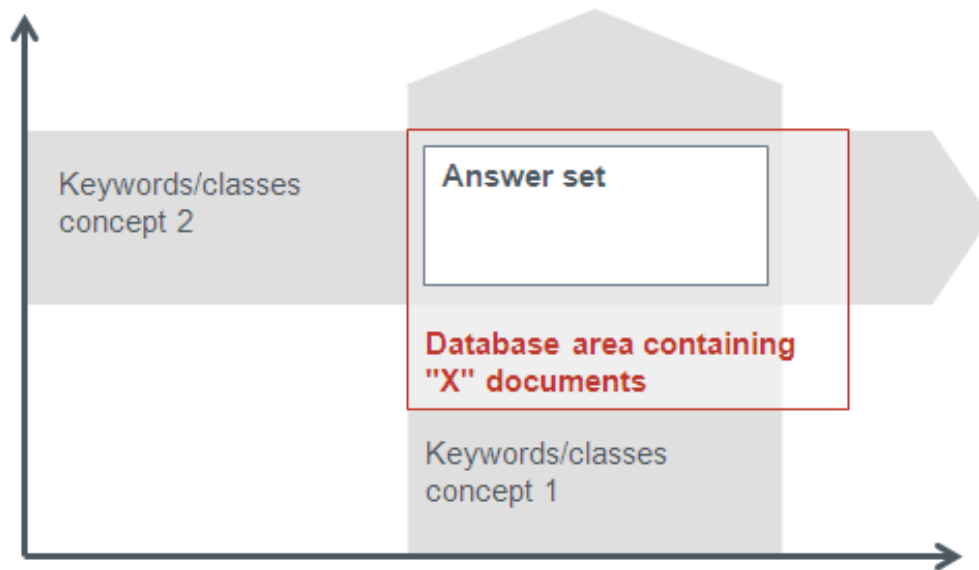 Keywords/classes
concept 2
Answer set
Database area containing
"X" documents
Keywords/classes
concept 1